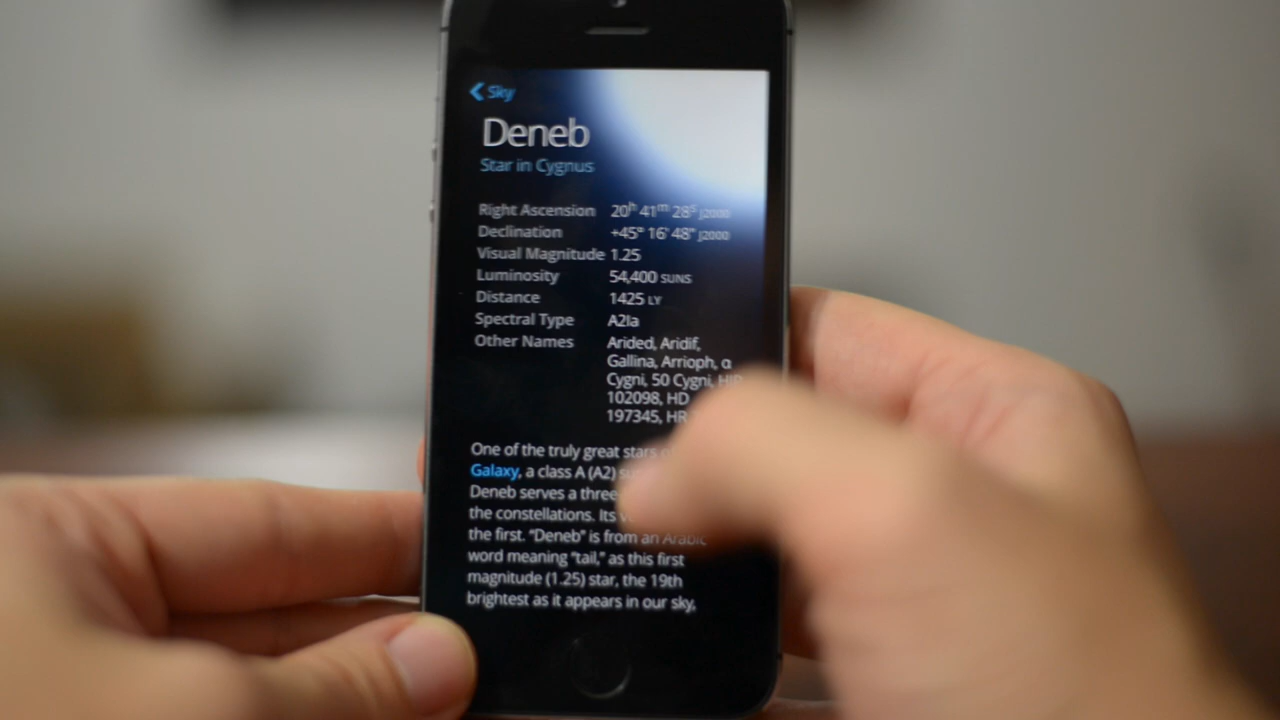 Sky
Deneb
Star in Cygnus
Right Ascension 20h 41m 28s J2000
Declination +45° 16' 48" J2000
Visual Magnitude 1.25
Luminosity 54,400 SUNS
Distance 1425 LY
Spectral Type A2Ia
Other Names Arided, Aridif,
Gallina, Arrioph, α
Cygni, 50 Cygni, HIP
102098, HD
197345, HR
One of the truly great stars
Galaxy, a class A (A2)
Deneb serves a three
the constellations. Its
the first. “Deneb” is from an Arabic
word meaning “tail,” as this first
magnitude (1.25) star, the 19th
brightest as it appears in our sky,